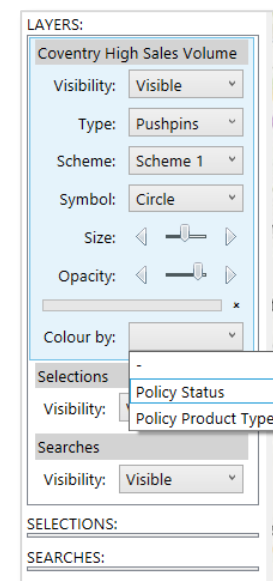 LAYERS:
Coventry High Sales Volume
Visibility: Visible
Type: Pushpins
Scheme: Scheme 1
Symbol: Circle
Size:
Opacity:
×
Colour by:
-
Selections
Policy Status
Visibility:
Policy Product Type
Searches
Visibility: Visible
SELECTIONS:
SEARCHES: